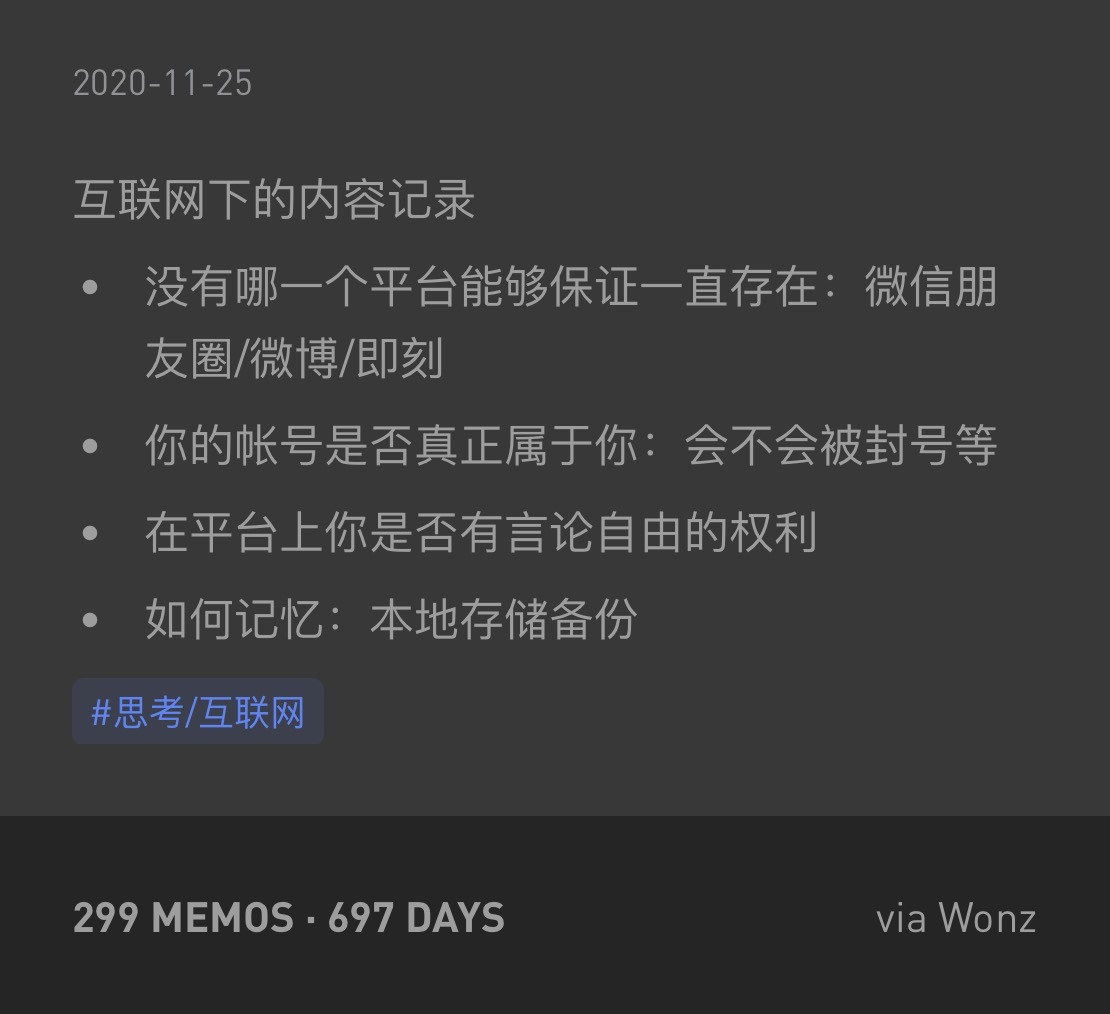 2020-11-25
互联网下的内容记录
• 没有哪一个平台能够保证一直存在：微信朋
友圈/微博/即刻
• 你的帐号是否真正属于你：会不会被封号等
• 在平台上你是否有言论自由的权利
• 如何记忆：本地存储备份
#思考/互联网
299 MEMOS · 697 DAYS
via Wonz